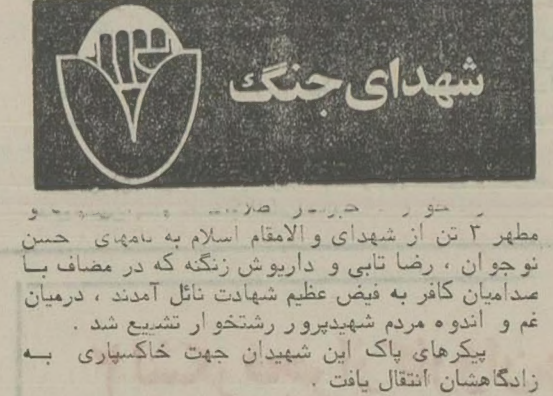 شهدای جنگ
مطهر ۳ تن از شهدای والامقام اسلام به نامهای حسن
نوجوان ، رضا تابی و داریوش زنگنه که در مصاف بـا
صدامیان کافر به فیض عظیم شهادت نائل آمدند ، درمیان
غم و اندوه مردم شهیدپرور رشتخوار تشییع شد .
پیکرهای پاک این شهیدان جهت خاکسپاری بـه
زادگاهشان انتقال یافت .